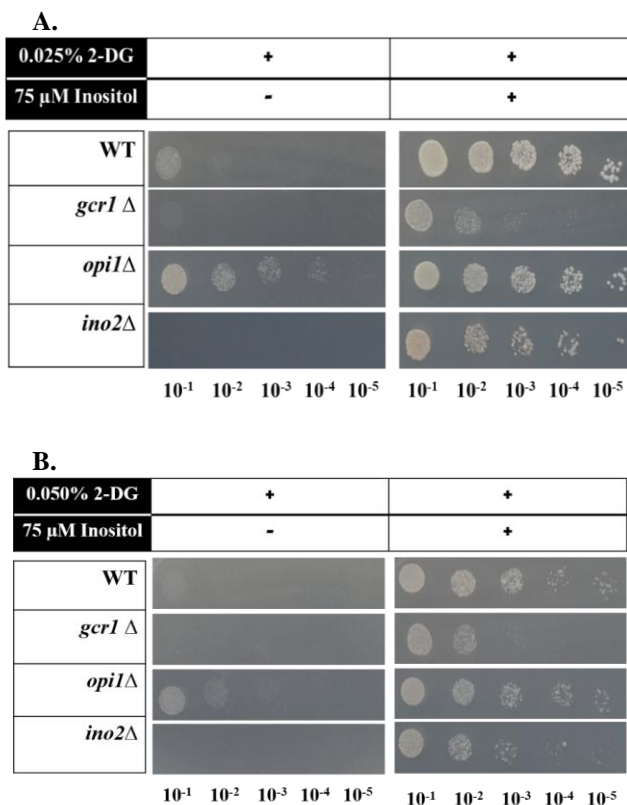 A.
0.025% 2-DG + +
75 µM Inositol - +
WT
gcr1 Δ
opi1Δ
ino2Δ
10-1 10-2 10-3 10-4 10-5 10-1 10-2 10-3 10-4 10-5
B.
0.050% 2-DG + +
75 µM Inositol - +
WT
gcr1 Δ
opi1Δ
ino2Δ
10-1 10-2 10-3 10-4 10-5 10-1 10-2 10-3 10-4 10-5